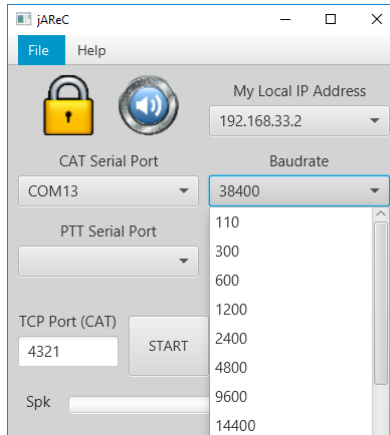 jAReC
File Help
My Local IP Address
192.168.33.2
CAT Serial Port Baudrate
COM13 38400
110
PTT Serial Port
300
600
1200
TCP Port (CAT)
2400
4321 START
4800
9600
Spk
14400